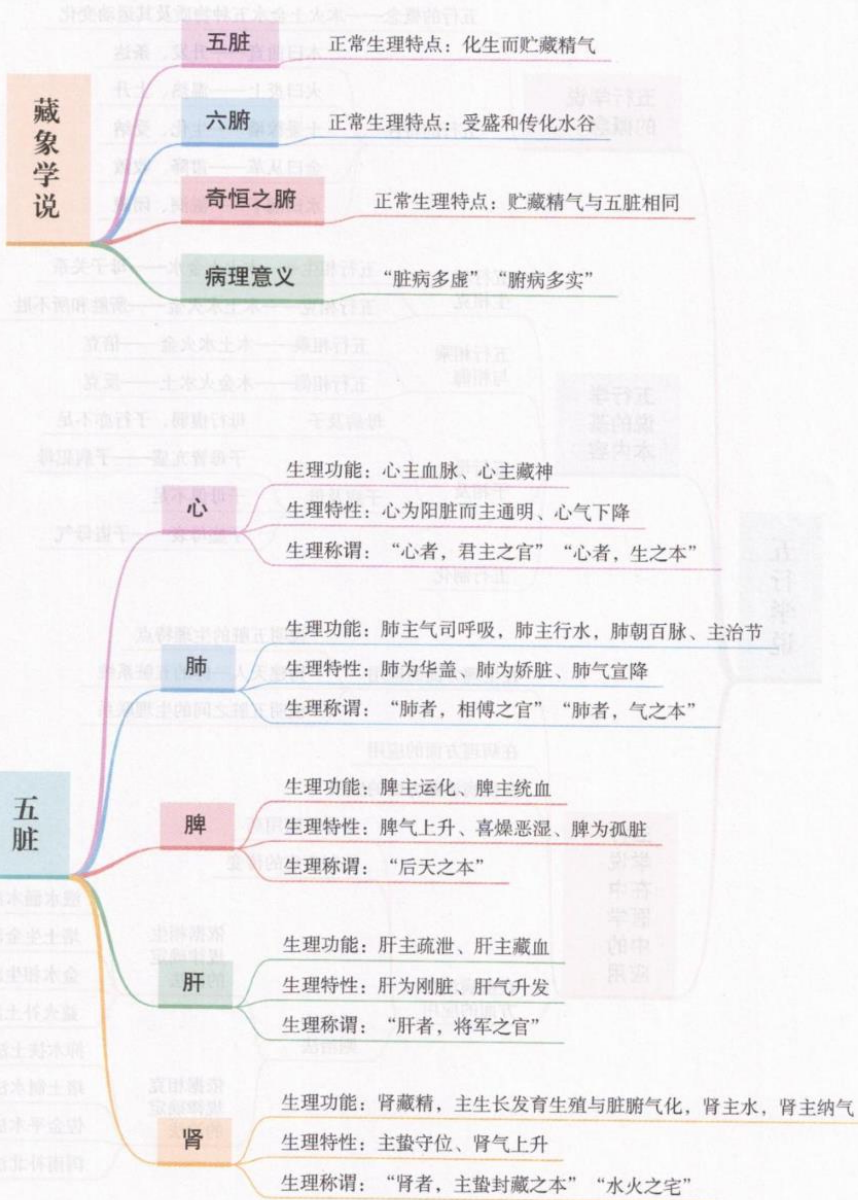 藏象学说
五脏
正常生理特点：化生而贮藏精气
六腑
正常生理特点：受盛和传化水谷
奇恒之腑
正常生理特点：贮藏精气与五脏相同
病理意义
“脏病多虚”“腑病多实”
五脏
心
生理功能：心主血脉、心主藏神
生理特性：心为阳脏而主通明、心气下降
生理称谓：“心者，君主之官”“心者，生之本”
肺
生理功能：肺主气司呼吸，肺主行水，肺朝百脉、主治节
生理特性：肺为华盖、肺为娇脏、肺气宣降
生理称谓：“肺者，相傅之官”“肺者，气之本”
脾
生理功能：脾主运化、脾主统血
生理特性：脾气上升、喜燥恶湿、脾为孤脏
生理称谓：“后天之本”
肝
生理功能：肝主疏泄、肝主藏血
生理特性：肝为刚脏、肝气升发
生理称谓：“肝者，将军之官”
肾
生理功能：肾藏精，主生长发育生殖与脏腑气化，肾主水，肾主纳气
生理特性：主蛰守位、肾气上升
生理称谓：“肾者，主蛰封藏之本”“水火之宅”